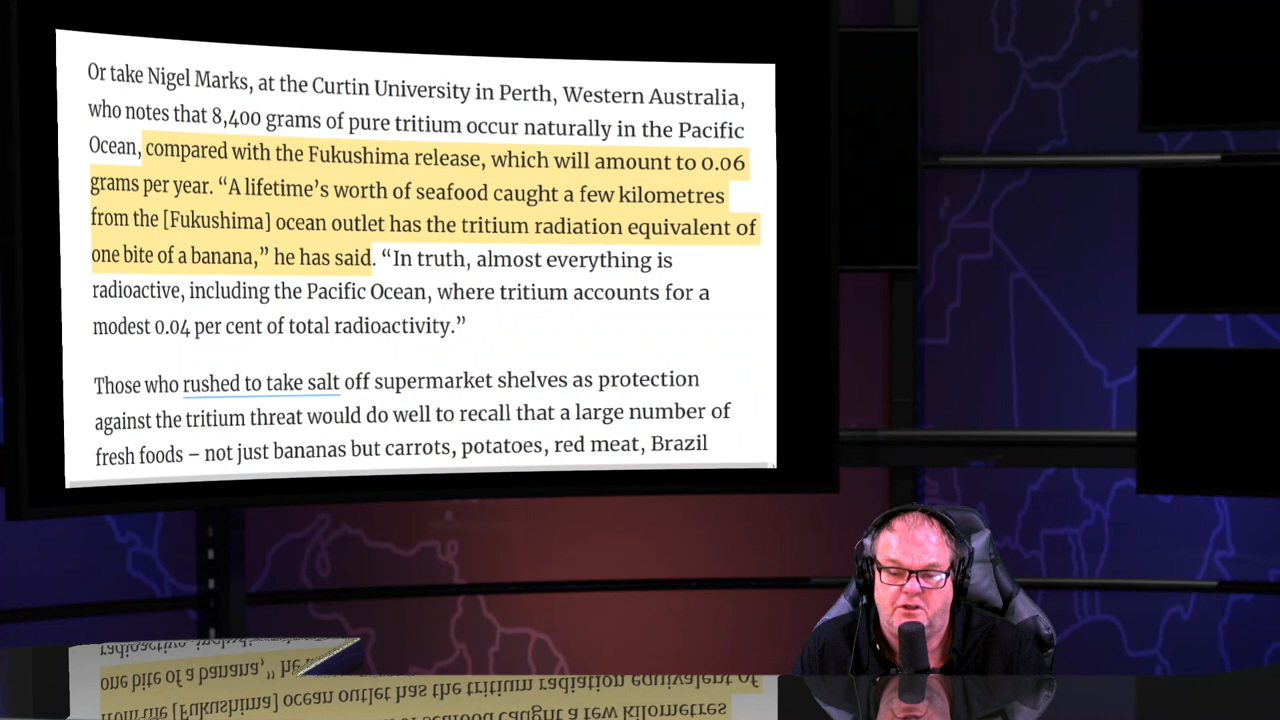 Or take Nigel Marks, at the Curtin University in Perth, Western Australia,
who notes that 8,400 grams of pure tritium occur naturally in the Pacific
Ocean, compared with the Fukushima release, which will amount to 0.06
grams per year. “A lifetime’s worth of seafood caught a few kilometres
from the [Fukushima] ocean outlet has the tritium radiation equivalent of
one bite of a banana,” he has said. “In truth, almost everything is
radioactive, including the Pacific Ocean, where tritium accounts for a
modest 0.04 per cent of total radioactivity.”
Those who rushed to take salt off supermarket shelves as protection
against the tritium threat would do well to recall that a large number of
fresh foods – not just bananas but carrots, potatoes, red meat, Brazil